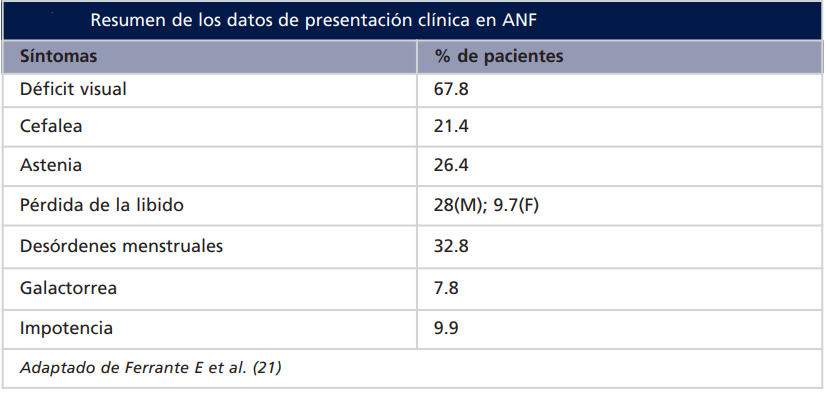 Resumen de los datos de presentación clínica en ANF
Síntomas % de pacientes
Déficit visual 67.8
Cefalea 21.4
Astenia 26.4
Pérdida de la libido 28(M); 9.7(F)
Desórdenes menstruales 32.8
Galactorrea 7.8
Impotencia 9.9
Adaptado de Ferrante E et al. (21)